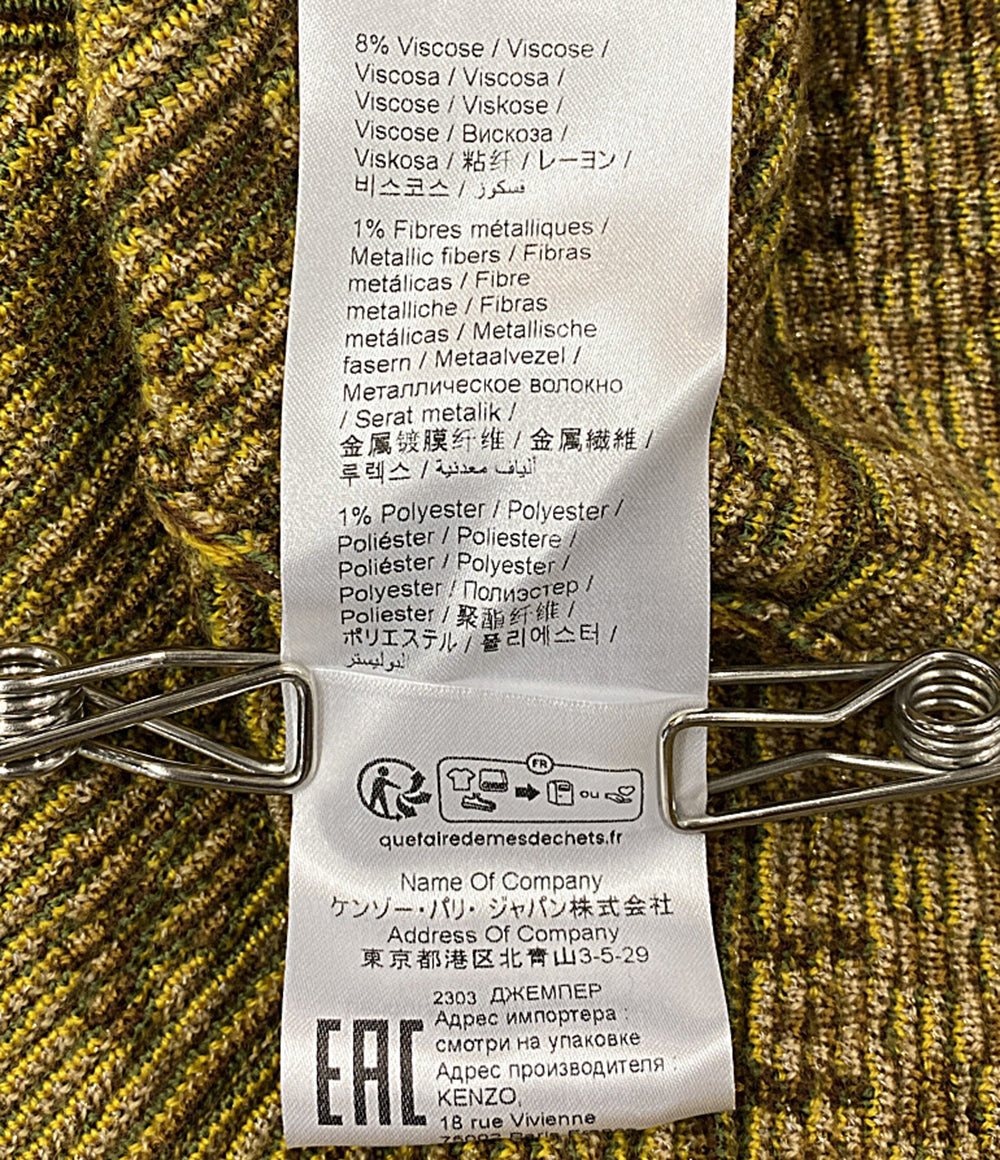 8% Viscose / Viscose /
Viscosa / Viscosa /
Viscose / Viskose /
Viscose / Вискоза /
Viskosa / 粘纤 / レーヨン /
비스코스 / فسكوز
1% Fibres métalliques /
Metallic fibers / Fibras
metálicas / Fibre
metalliche / Fibras
metálicas / Metallische
fasern / Metaalvezel /
Металлическое волокно
/ Serat metalik /
金属镀膜纤维 / 金属繊維 /
루렉스 / ألياف معدنية
1% Polyester / Polyester /
Poliéster / Poliestere /
Poliéster / Polyester /
Polyester / Полиэстер /
Poliester / 聚酯纤维 /
ポリエステル / 폴리에스터 /
البوليستر
FR
ou
quefairedemesdechets.fr
Name Of Company
ケンゾー・パリ・ジャパン株式会社
Address Of Company
東京都港区北青山3-5-29
2303 ДЖЕМПЕР
Адрес импортера :
смотри на упаковке
Адрес производителя :
KENZO,
18 rue Vivienne
EAC